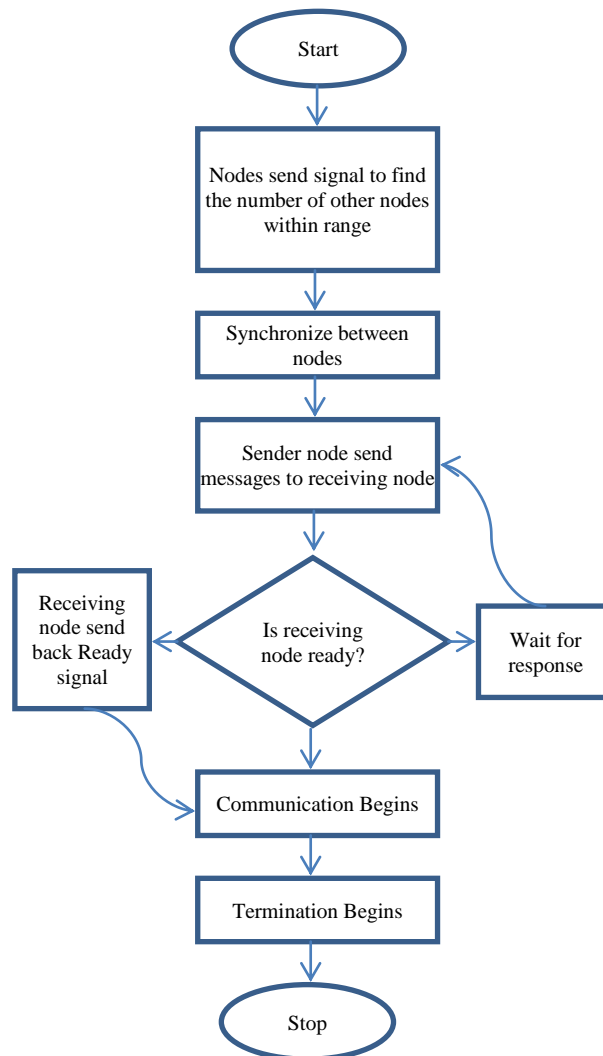 Start
Nodes send signal to find
the number of other nodes
within range
Synchronize between
nodes
Sender node send
messages to receiving node
Is receiving
node ready?
Receiving
node send
back Ready
signal
Wait for
response
Communication Begins
Termination Begins
Stop